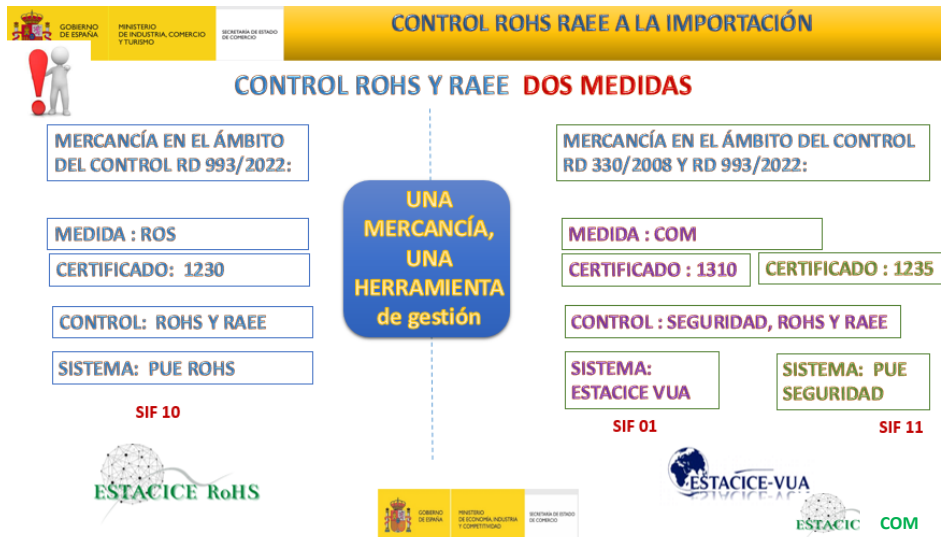 GOBIERNO
DE ESPAÑA
MINISTERIO
DE INDUSTRIA, COMERCIO
Y TURISMO
SECRETARÍA DE ESTADO
DE COMERCIO
CONTROL ROHS RAEE A LA IMPORTACIÓN
CONTROL ROHS Y RAEE DOS MEDIDAS
MERCANCÍA EN EL ÁMBITO
DEL CONTROL RD 993/2022:
MEDIDA : ROS
CERTIFICADO: 1230
CONTROL: ROHS Y RAEE
SISTEMA: PUE ROHS
SIF 10
ESTACICE RoHS
UNA
MERCANCÍA,
UNA
HERRAMIENTA
de gestión
MERCANCÍA EN EL ÁMBITO DEL CONTROL
RD 330/2008 Y RD 993/2022:
MEDIDA : COM
CERTIFICADO : 1310
CERTIFICADO : 1235
CONTROL : SEGURIDAD, ROHS Y RAEE
SISTEMA:
ESTACICE VUA
SISTEMA: PUE
SEGURIDAD
SIF 01
SIF 11
ESTACICE-VUA
ESTACIC COM
GOBIERNO
DE ESPAÑA
MINISTERIO
DE ECONOMÍA, INDUSTRIA
Y COMPETITIVIDAD
SECRETARÍA DE ESTADO
DE COMERCIO